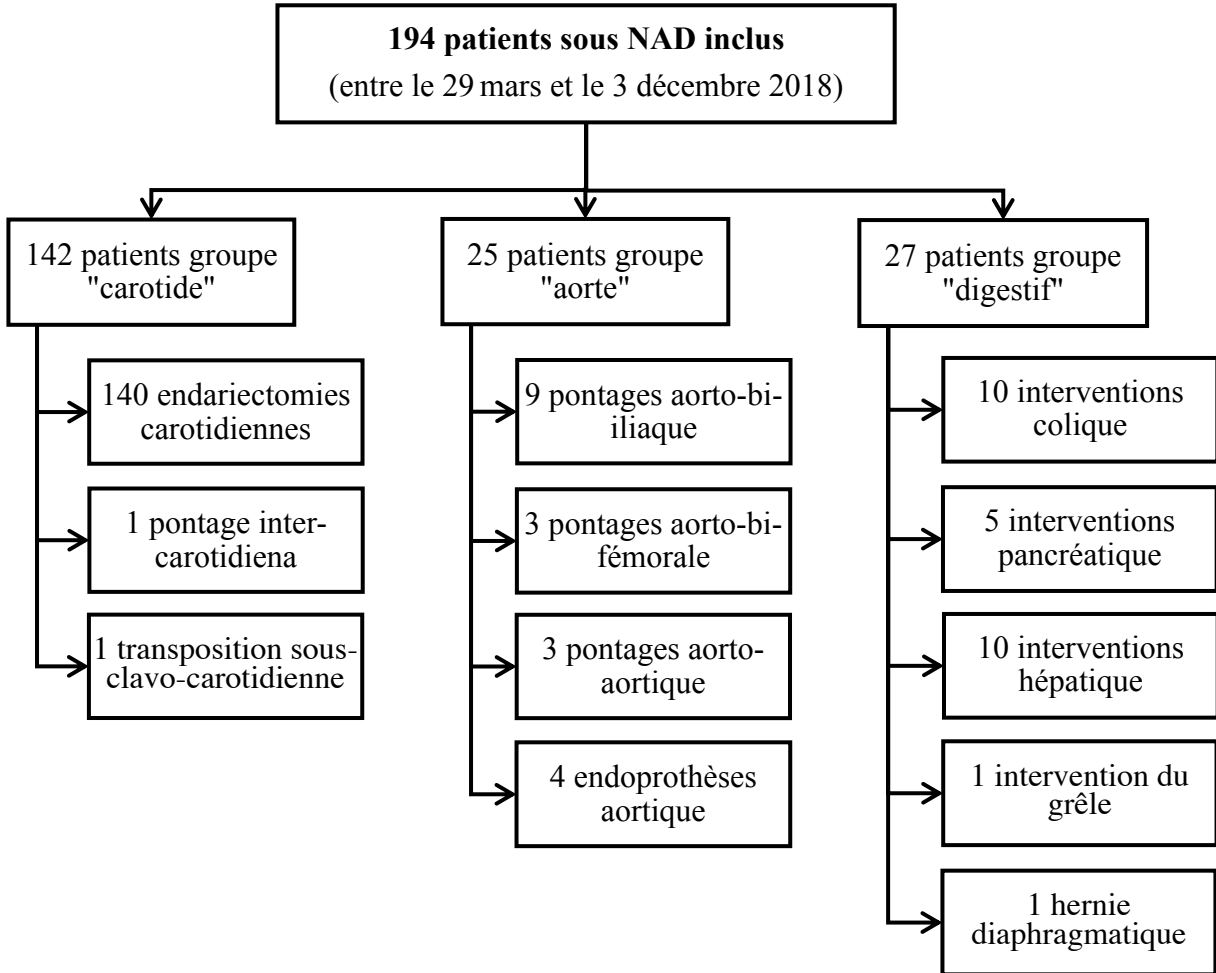 194 patients sous NAD inclus
(entre le 29 mars et le 3 décembre 2018)
142 patients groupe
"carotide"
140 endariectomies
carotidiennes
1 pontage inter-
carotidiena
1 transposition sous-
clavo-carotidienne
25 patients groupe
"aorte"
9 pontages aorto-bi-
iliaque
3 pontages aorto-bi-
fémorale
3 pontages aorto-
aortique
4 endoprothèses
aortique
27 patients groupe
"digestif"
10 interventions
colique
5 interventions
pancréatique
10 interventions
hépatique
1 intervention du
grêle
1 hernie
diaphragmatique